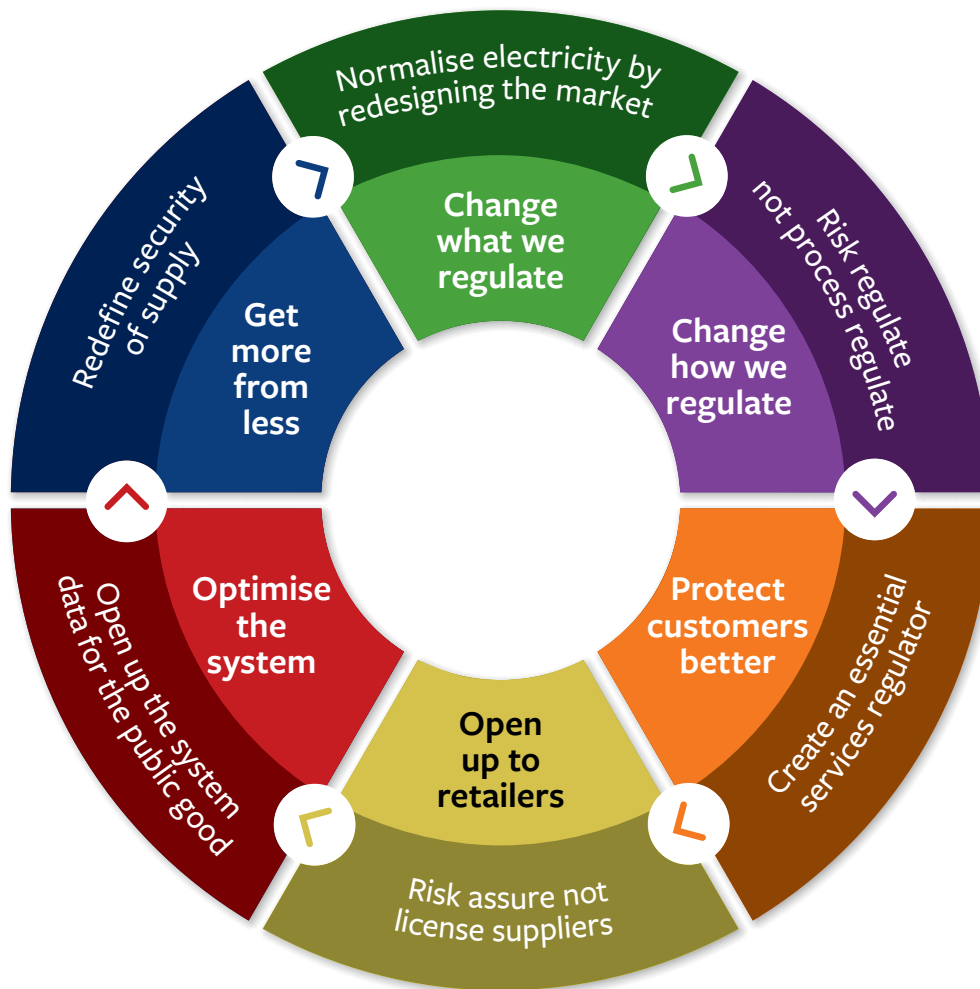 Normalise electricity by
redesigning the market
Change
what we
regulate
Risk regulate
not process regulate
Change
how we
regulate
Create an essential
services regulator
Protect
customers
better
Risk assure not
license suppliers
Open
up to
retailers
Open up the system
data for the public good
Optimise
the
system
Redefine security
of supply
Get
more
from
less